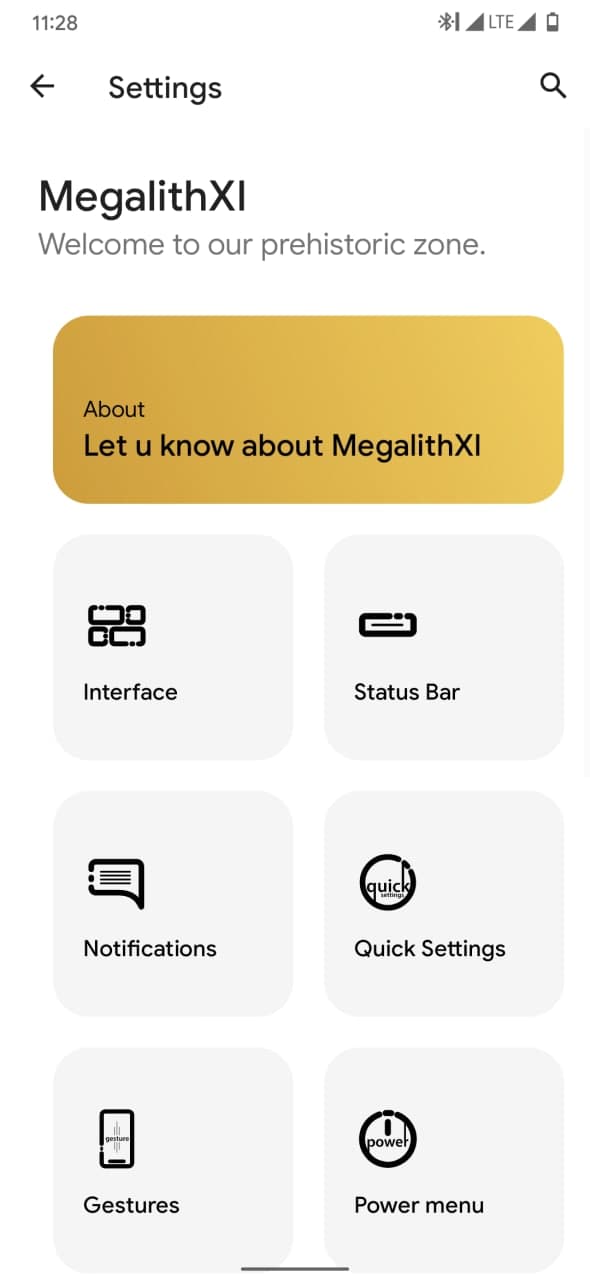 11:28
LTE
Settings
MegalithXI
Welcome to our prehistoric zone.
About
Let u know about MegalithXI
Interface
Status Bar
quick
settings
Notifications
Quick Settings
gesture
power
Gestures
Power menu